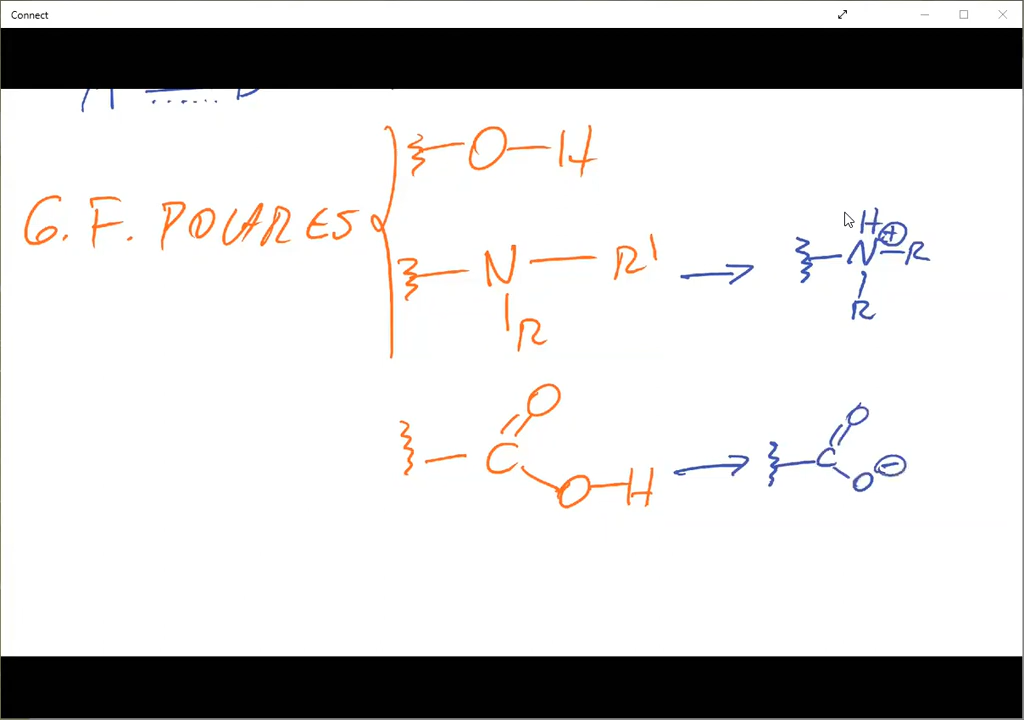 Connect
O-H
G. F. POLARES
H
N-R'
→ N⊕-R
R
R
O
O
C → C
O-H
O⊖